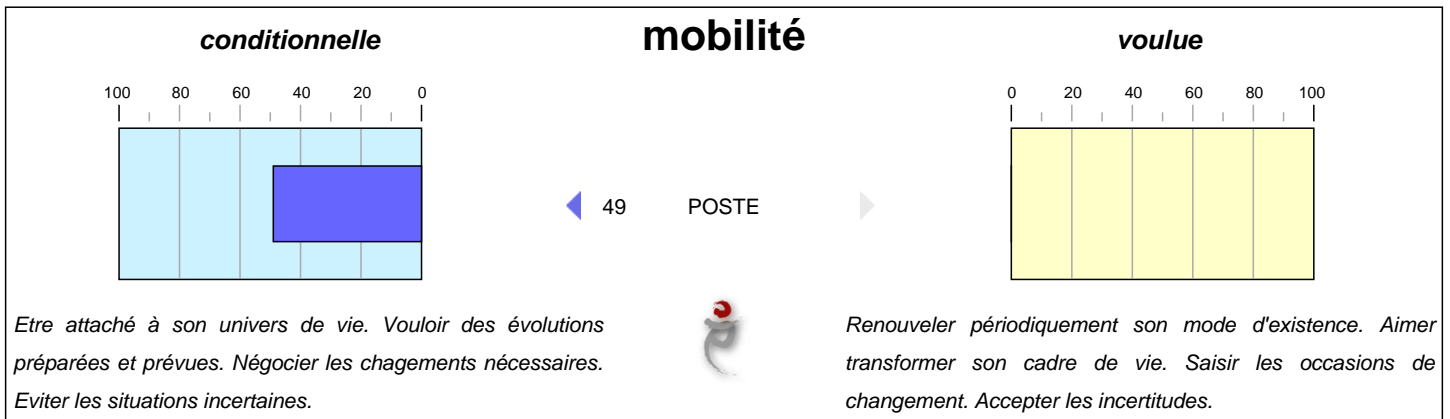 mobilité
conditionnelle
voulue
100 80 60 40 20 0
0 20 40 60 80 100
49 POSTE
Etre attaché à son univers de vie. Vouloir des évolutions
préparées et prévues. Négocier les chagements nécessaires.
Eviter les situations incertaines.
Renouveler périodiquement son mode d'existence. Aimer
transformer son cadre de vie. Saisir les occasions de
changement. Accepter les incertitudes.